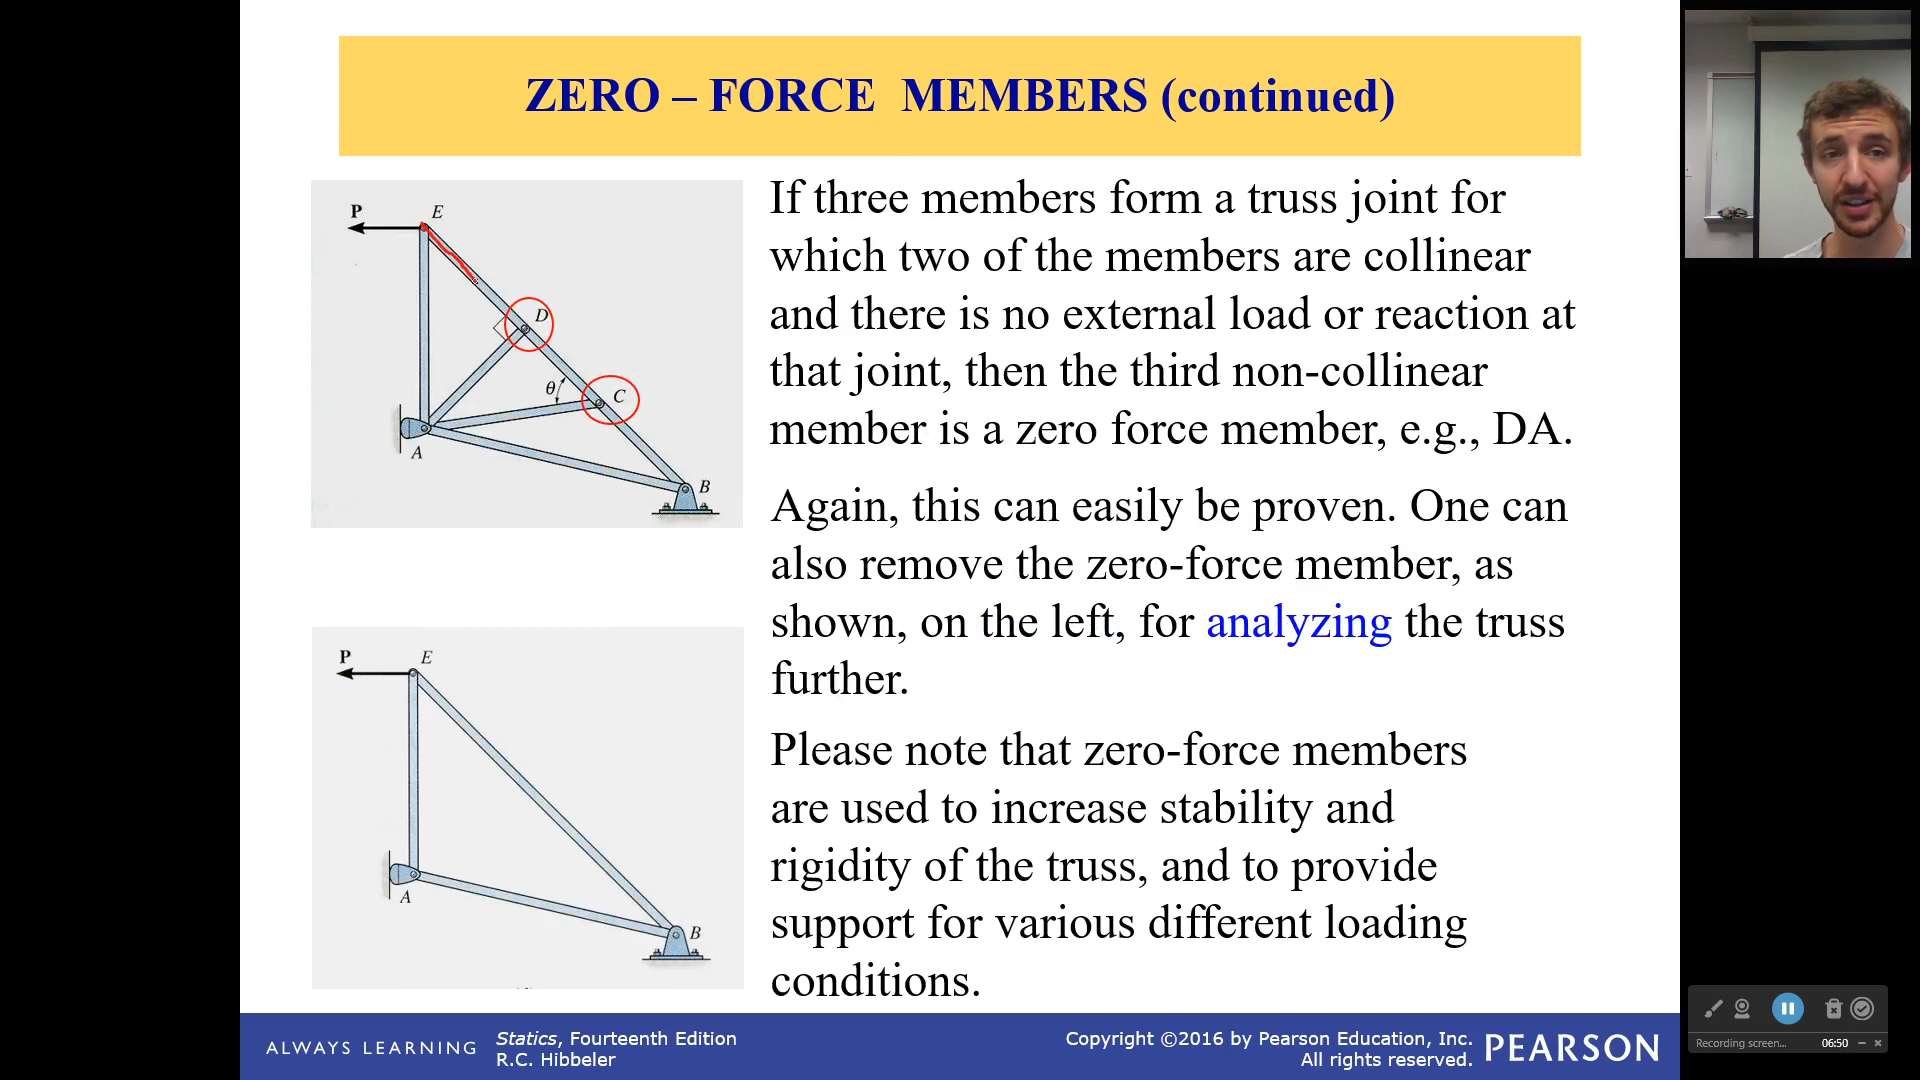 ZERO – FORCE MEMBERS (continued)
P
E
D
θ
C
A
B
If three members form a truss joint for
which two of the members are collinear
and there is no external load or reaction at
that joint, then the third non-collinear
member is a zero force member, e.g., DA.
Again, this can easily be proven. One can
also remove the zero-force member, as
shown, on the left, for analyzing the truss
further.
P
E
A
B
Please note that zero-force members
are used to increase stability and
rigidity of the truss, and to provide
support for various different loading
conditions.
ALWAYS LEARNING
Statics, Fourteenth Edition
R.C. Hibbeler
Copyright ©2016 by Pearson Education, Inc.
All rights reserved.
PEARSON
Recording screen... 06:50